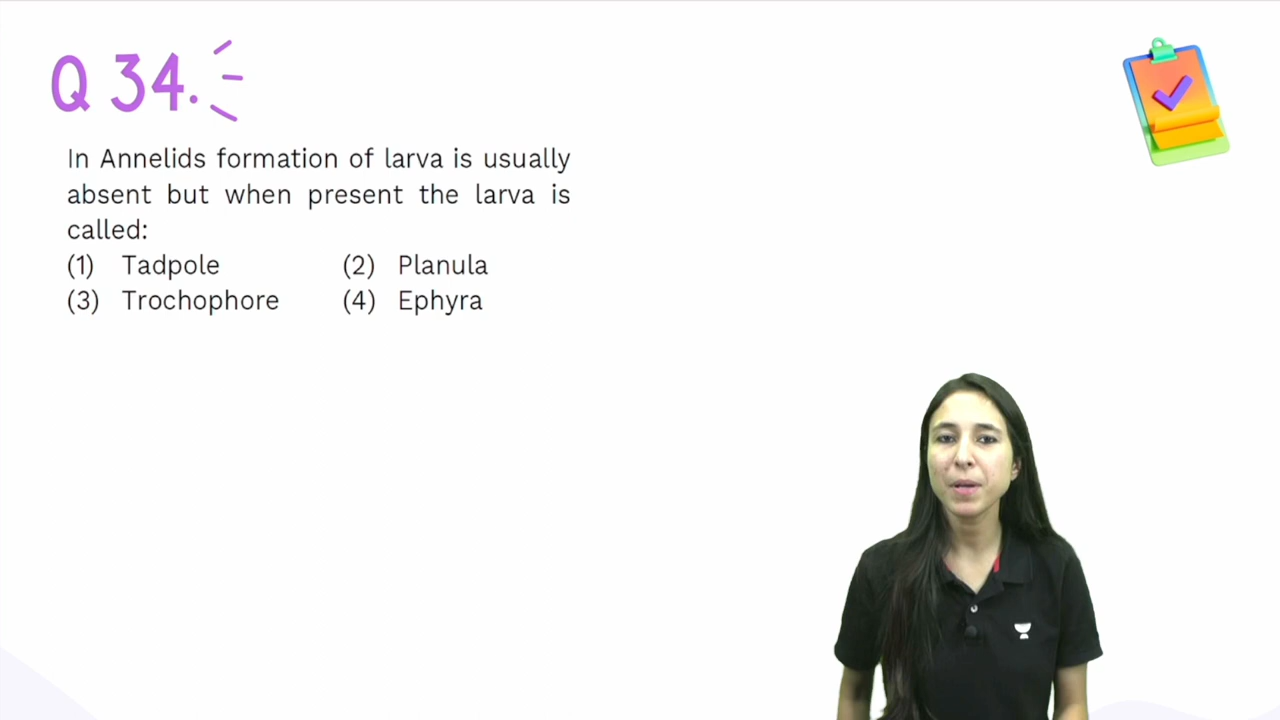 Q 34.
In Annelids formation of larva is usually
absent but when present the larva is
called:
(1) Tadpole (2) Planula
(3) Trochophore (4) Ephyra